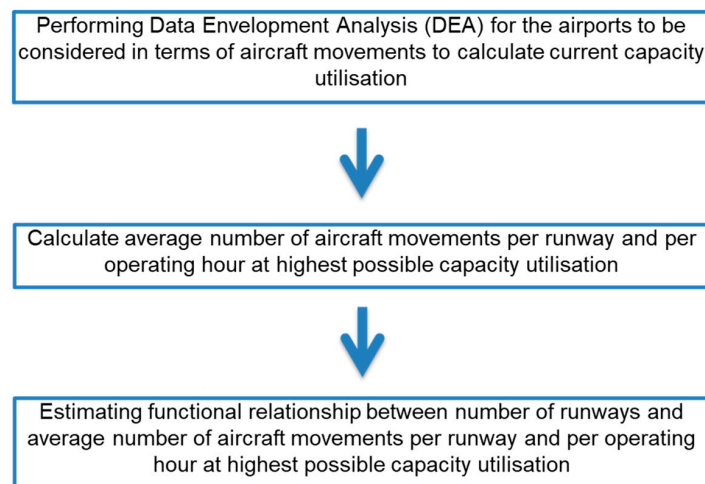 Performing Data Envelopment Analysis (DEA) for the airports to be
considered in terms of aircraft movements to calculate current capacity
utilisation
Calculate average number of aircraft movements per runway and per
operating hour at highest possible capacity utilisation
Estimating functional relationship between number of runways and
average number of aircraft movements per runway and per operating
hour at highest possible capacity utilisation